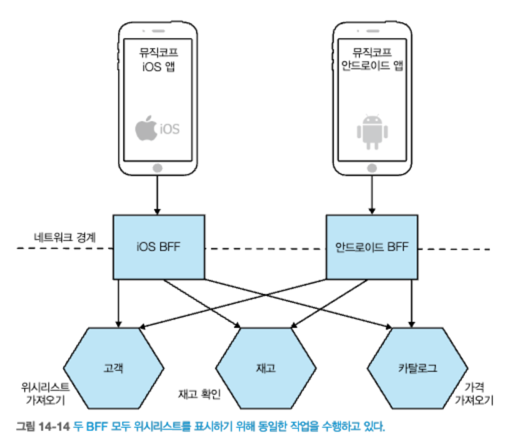 뮤직코프
iOS 앱
iOS
뮤직코프
안드로이드 앱
네트워크 경계
iOS BFF
안드로이드 BFF
고객
재고
카탈로그
위시리스트
가져오기
재고 확인
가격
가져오기
그림 14-14 두 BFF 모두 위시리스트를 표시하기 위해 동일한 작업을 수행하고 있다.